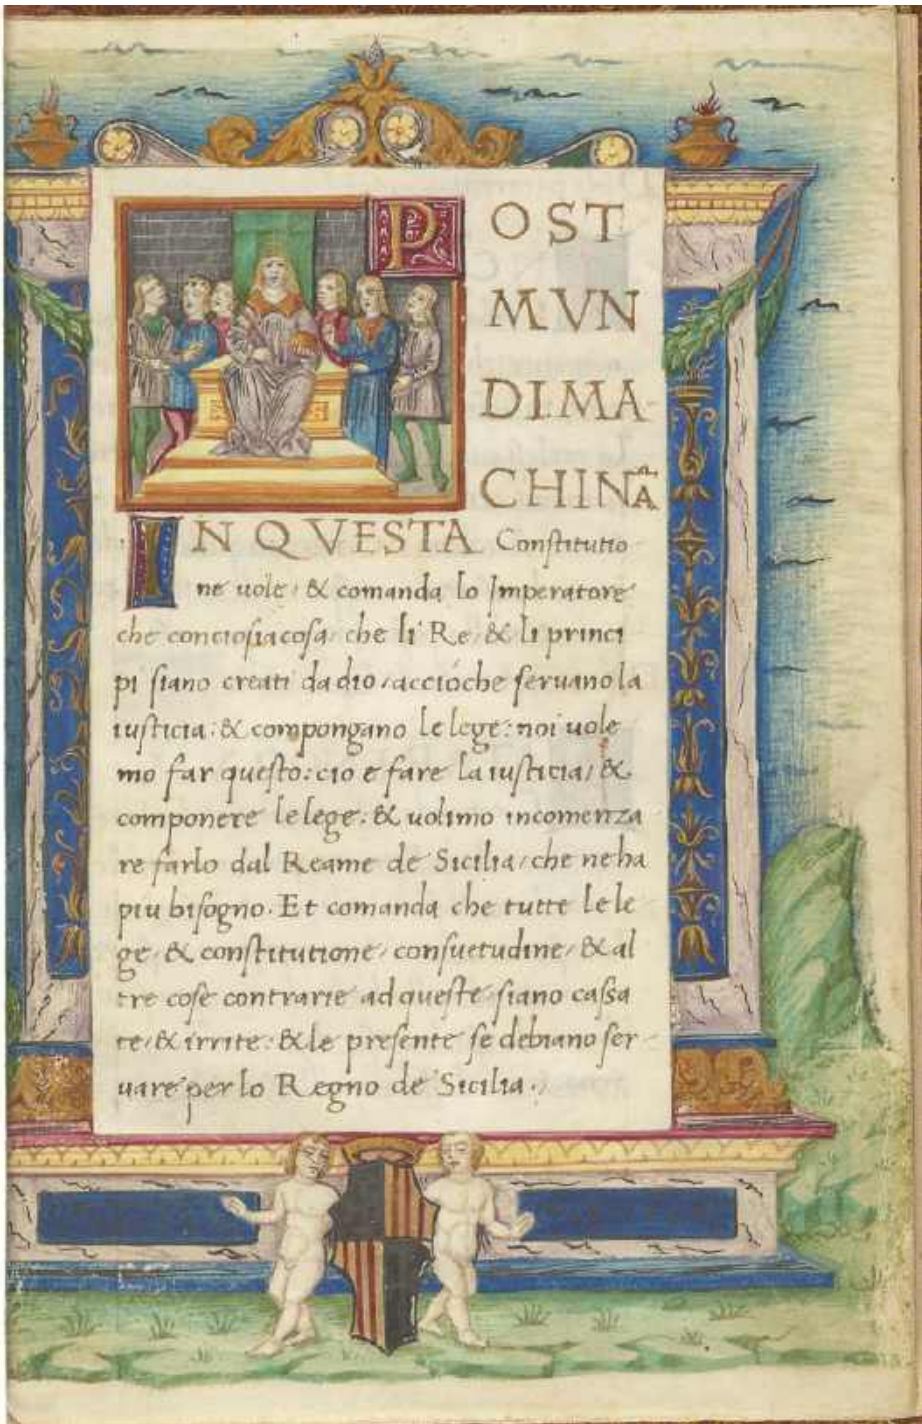 POST
MVN
DI MA-
CHINÃ
IN QVESTA Constitutio
ne uole, & comanda lo Imperatore
che conciosiacosa, che li Re, & li princi
pi siano creati da dio, acciòche seruano la
iusticia: & compongano le lege: noi uole
mo far questo: cio e fare la iusticia, &
componere le lege: & uolimo incomenza
re farlo dal Reame de Sicilia, che ne ha
piu bisogno. Et comanda che tutte le le
ge, & constitutione, consuetudine, & al
tre cose contrarie ad queste, siano cassa
te, & irrite: & le presente se debiano ser
uare per lo Regno de Sicilia.